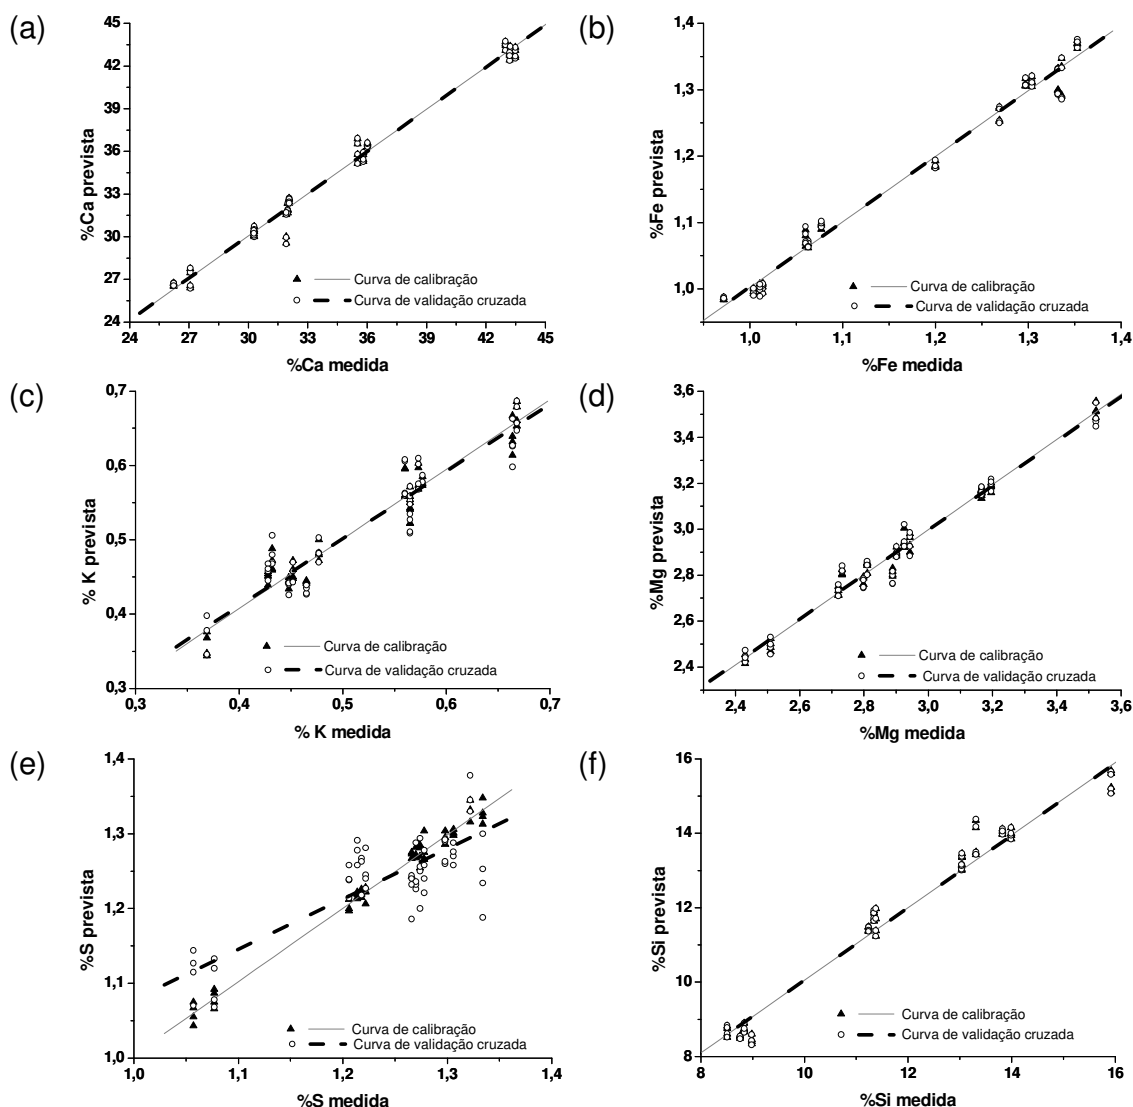 (a)
45
42
39
36
33
30
27
24
%Ca prevista
Curva de calibração
Curva de validação cruzada
24 27 30 33 36 39 42 45
%Ca medida
(b)
1,4
1,3
1,2
1,1
1,0
%Fe prevista
Curva de calibração
Curva de validação cruzada
1,0 1,1 1,2 1,3 1,4
%Fe medida
(c)
0,7
0,6
0,5
0,4
0,3
% K prevista
Curva de calibração
Curva de validação cruzada
0,3 0,4 0,5 0,6 0,7
% K medida
(d)
3,6
3,4
3,2
3,0
2,8
2,6
2,4
%Mg prevista
Curva de calibração
Curva de validação cruzada
2,4 2,6 2,8 3,0 3,2 3,4 3,6
%Mg medida
(e)
1,4
1,3
1,2
1,1
1,0
%S prevista
Curva de calibração
Curva de validação cruzada
1,0 1,1 1,2 1,3 1,4
%S medida
(f)
16
14
12
10
8
%Si prevista
Curva de calibração
Curva de validação cruzada
8 10 12 14 16
%Si medida